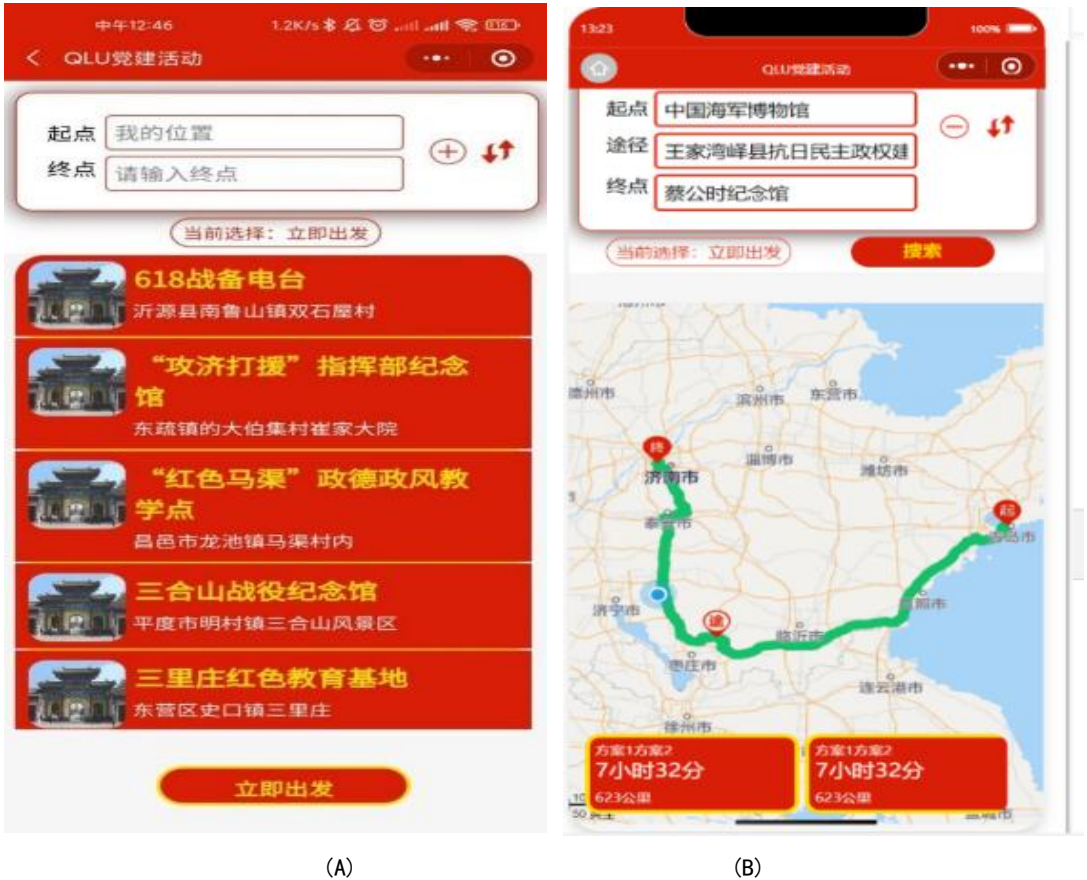 中午12:46 1.2K/s
QLU党建活动
起点 我的位置
终点 请输入终点
当前选择：立即出发
618战备电台
沂源县南鲁山镇双石屋村
“攻济打援”指挥部纪念
馆
东疏镇的大伯集村崔家大院
“红色马渠”政德政风教
学点
昌邑市龙池镇马渠村内
三合山战役纪念馆
平度市明村镇三合山风景区
三里庄红色教育基地
东营区史口镇三里庄
立即出发
(A)
13:23 100%
QLU党建活动
起点 中国海军博物馆
途径 王家湾峄县抗日民主政权建
终点 蔡公时纪念馆
当前选择：立即出发 搜索
德州市
滨州市
东营市
终
淄博市
潍坊市
济南市
起
泰安市
青岛市
济宁市
日照市
途
临沂市
枣庄市
连云港市
徐州市
方案1方案2
7小时32分
623公里
方案1方案2
7小时32分
623公里
(B)